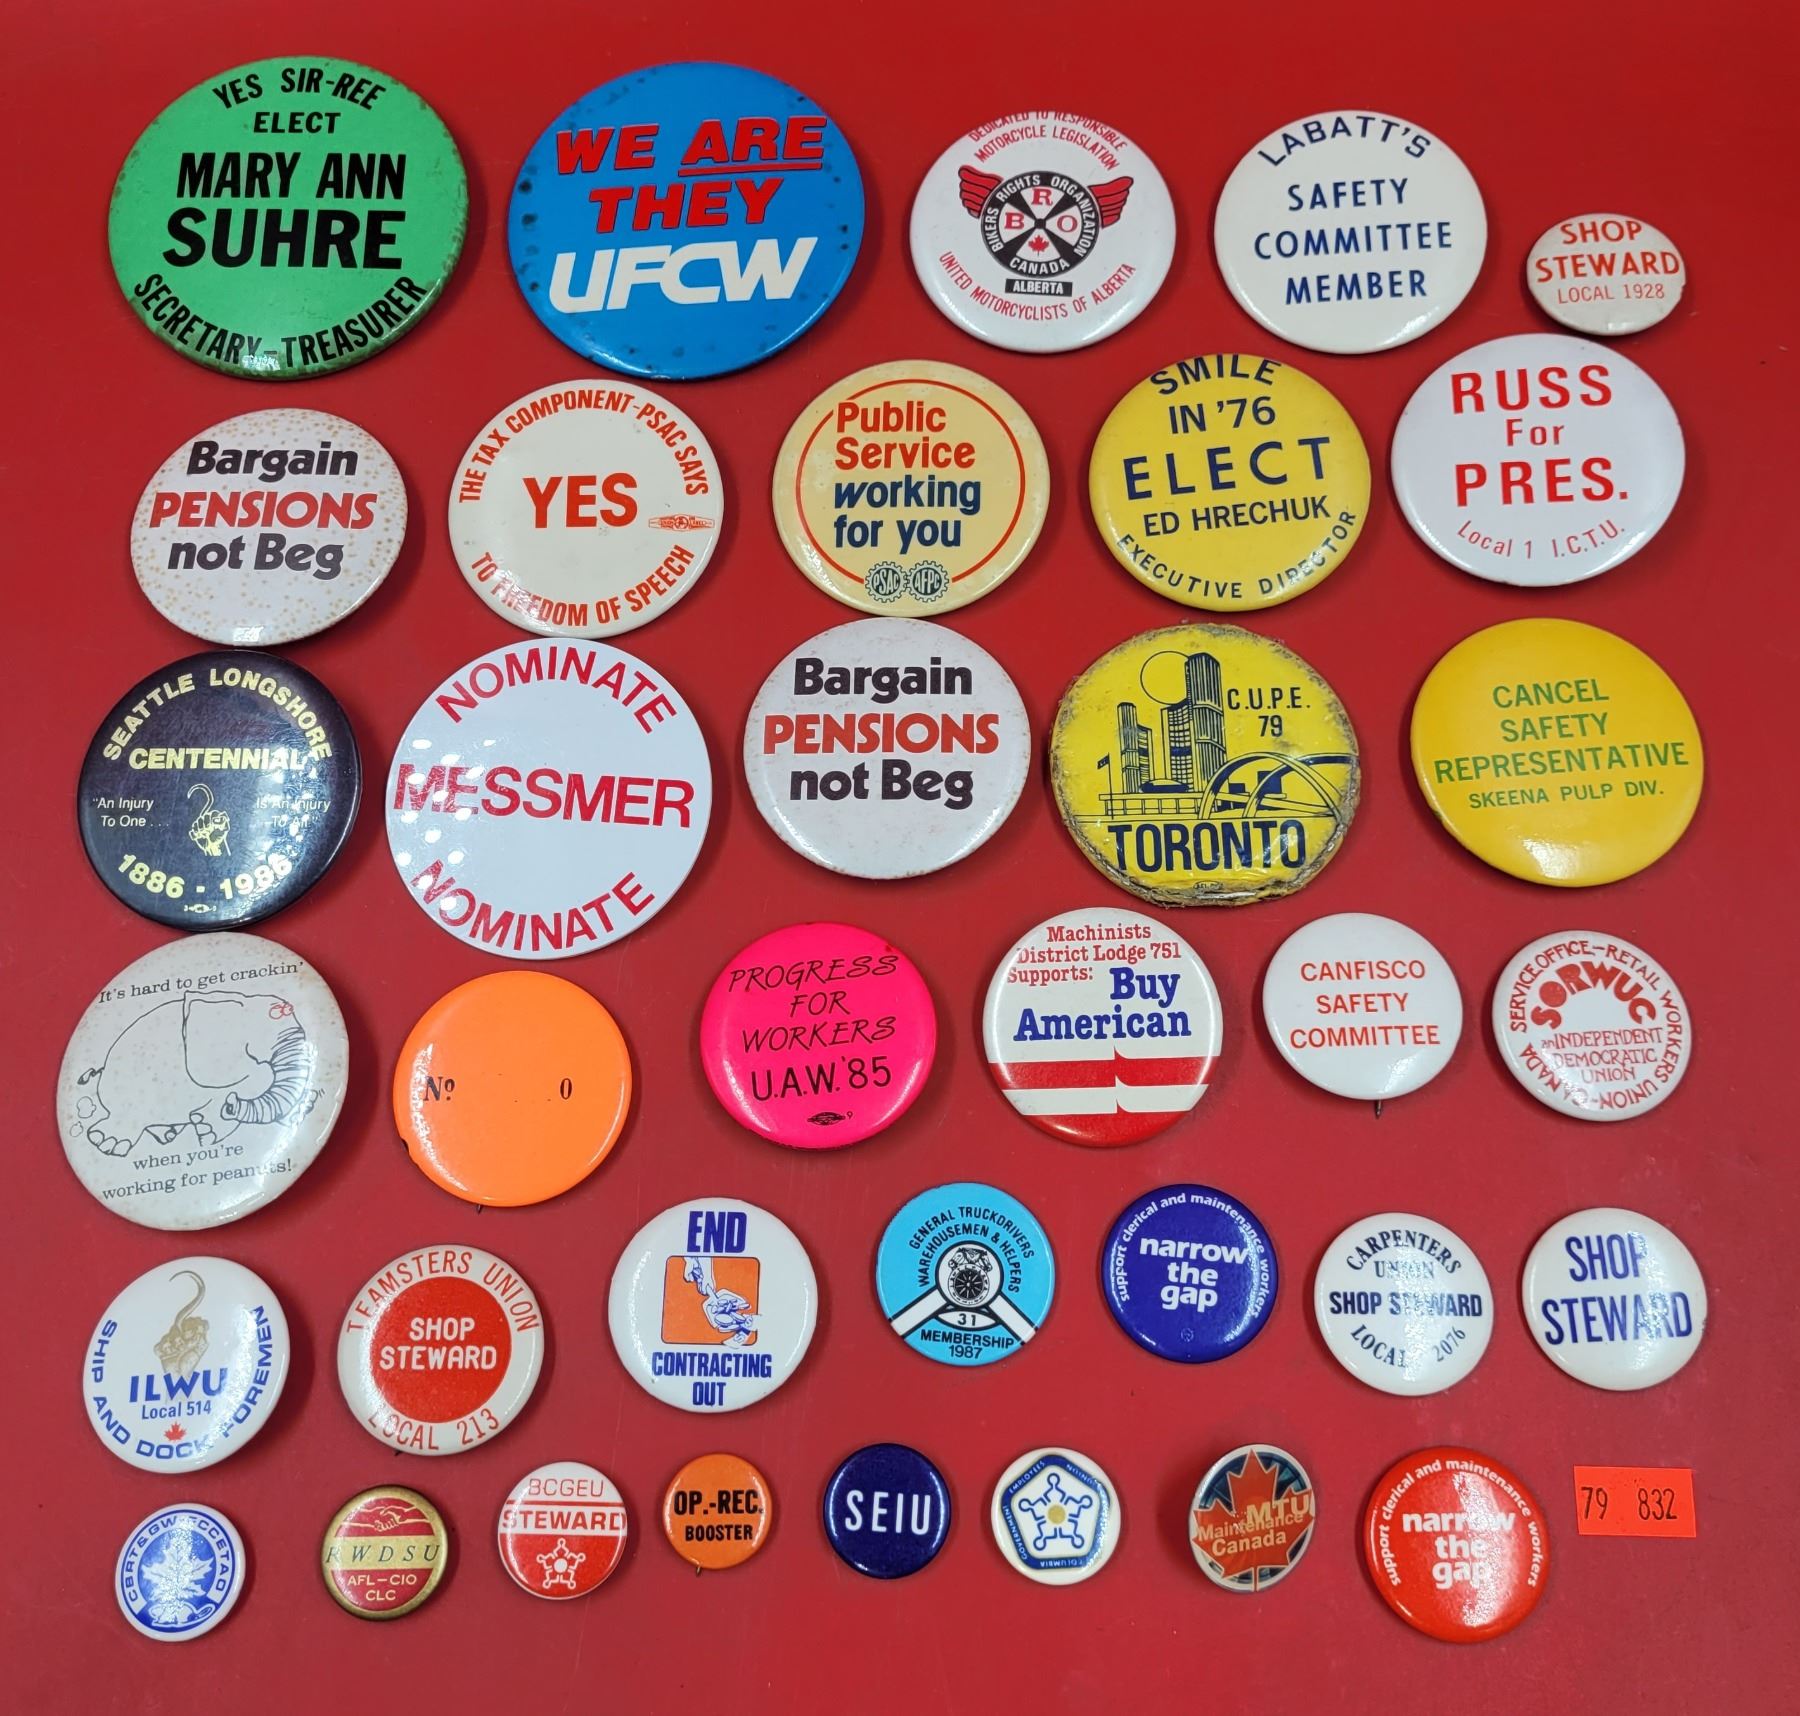 YES SIR-REE
ELECT
MARY ANN
SUHRE
SECRETARY-TREASURER
WE ARE
THEY
UFCW
DEDICATED TO RESPONSIBLE
MOTORCYCLE LEGISLATION
BIKERS RIGHTS ORGANIZATION
B R O
CANADA
ALBERTA
UNITED MOTORCYCLISTS OF ALBERTA
LABATT'S
SAFETY
COMMITTEE
MEMBER
SHOP
STEWARD
LOCAL 1928
Bargain
PENSIONS
not Beg
THE TAX COMPONENT-PSAC SAYS
YES
TO FREEDOM OF SPEECH
Public
Service
working
for you
PSAC AFPC
SMILE
IN '76
ELECT
ED HRECHUK
EXECUTIVE DIRECTOR
RUSS
For
PRES.
Local 1 I.C.T.U.
SEATTLE LONGSHORE
CENTENNIAL
"An Injury
To One . . .
Is An Injury
To All"
1886 - 1986
NOMINATE
MESSMER
NOMINATE
Bargain
PENSIONS
not Beg
C.U.P.E.
79
TORONTO
CANCEL
SAFETY
REPRESENTATIVE
SKEENA PULP DIV.
It's hard to get crackin'
when you're
working for peanuts!
No. 0
PROGRESS
FOR
WORKERS
U.A.W. '85
9
Machinists
District Lodge 751
Supports:
Buy
American
CANFISCO
SAFETY
COMMITTEE
SERVICE, OFFICE-RETAIL WORKERS UNION-CANADA
SORWUC
an INDEPENDENT
DEMOCRATIC
UNION
ILWU
Local 514
SHIP AND DOCK FOREMEN
TEAMSTERS UNION
SHOP
STEWARD
LOCAL 213
END
CONTRACTING
OUT
GENERAL TRUCKDRIVERS
WAREHOUSEMEN & HELPERS
31
MEMBERSHIP
1987
support clerical and maintenance workers
narrow
the
gap
CARPENTERS
UNION
SHOP STEWARD
LOCAL 2076
SHOP
STEWARD
CBRT&GW-FCCETAO
RWDSU
AFL-CIO
CLC
BCGEU
STEWARD
OP.-REC.
BOOSTER
SEIU
GOVERNMENT EMPLOYEES UNION COLUMBIA
MTU
Maintenance
Canada
support clerical and maintenance workers
narrow
the
gap
79 832